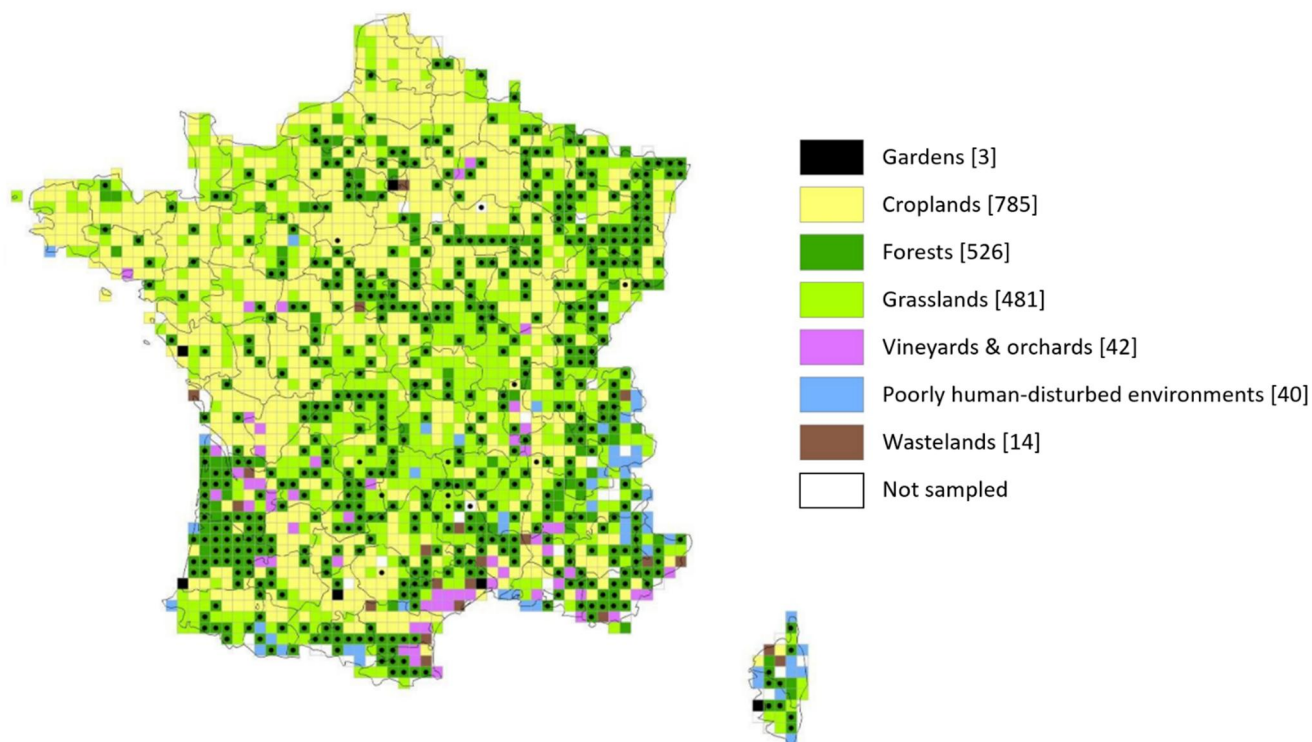 Gardens [3]
Croplands [785]
Forests [526]
Grasslands [481]
Vineyards & orchards [42]
Poorly human-disturbed environments [40]
Wastelands [14]
Not sampled